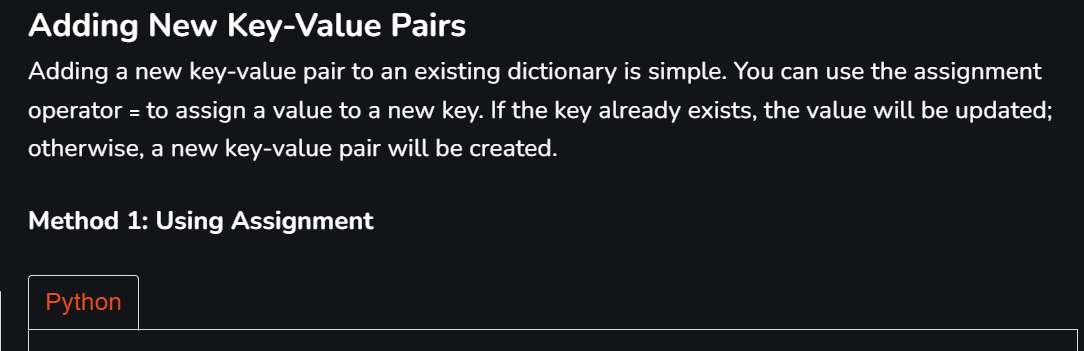 Adding New Key-Value Pairs
Adding a new key-value pair to an existing dictionary is simple. You can use the assignment
operator = to assign a value to a new key. If the key already exists, the value will be updated;
otherwise, a new key-value pair will be created.
Method 1: Using Assignment
Python